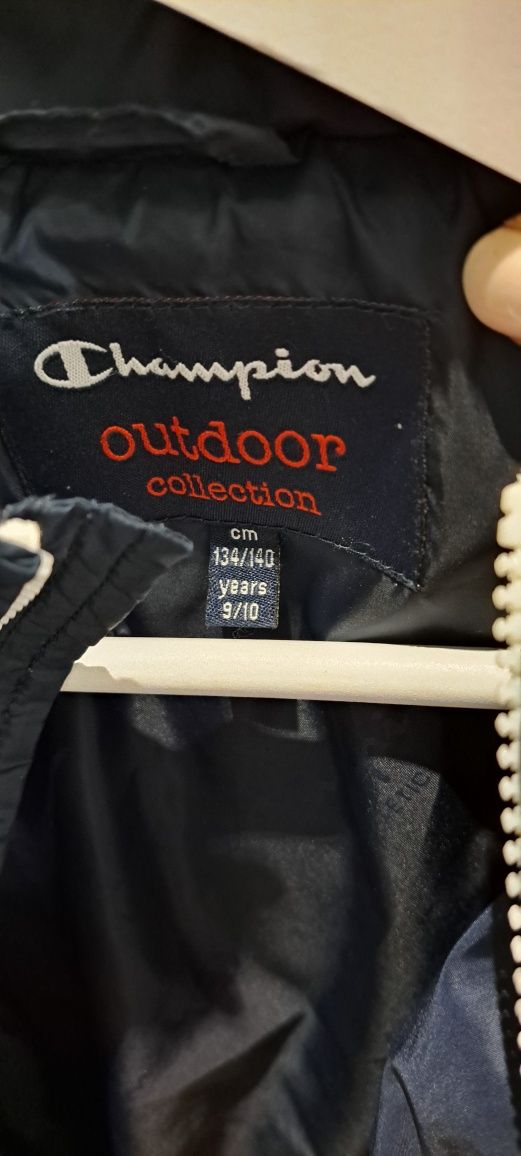 Champion
outdoor
collection
cm
134/140
years
9/10